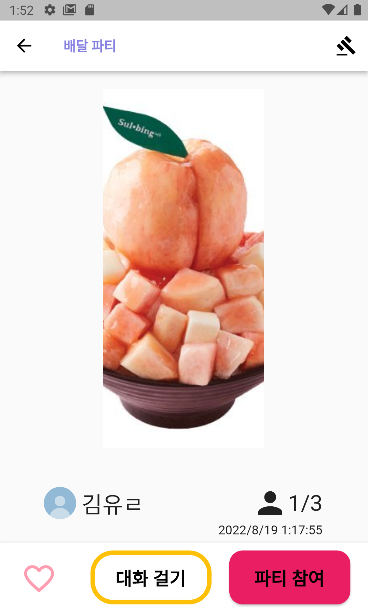 1:52
배달 파티
Sul•bing
김유ㄹ
1/3
2022/8/19 1:17:55
대화 걸기
파티 참여